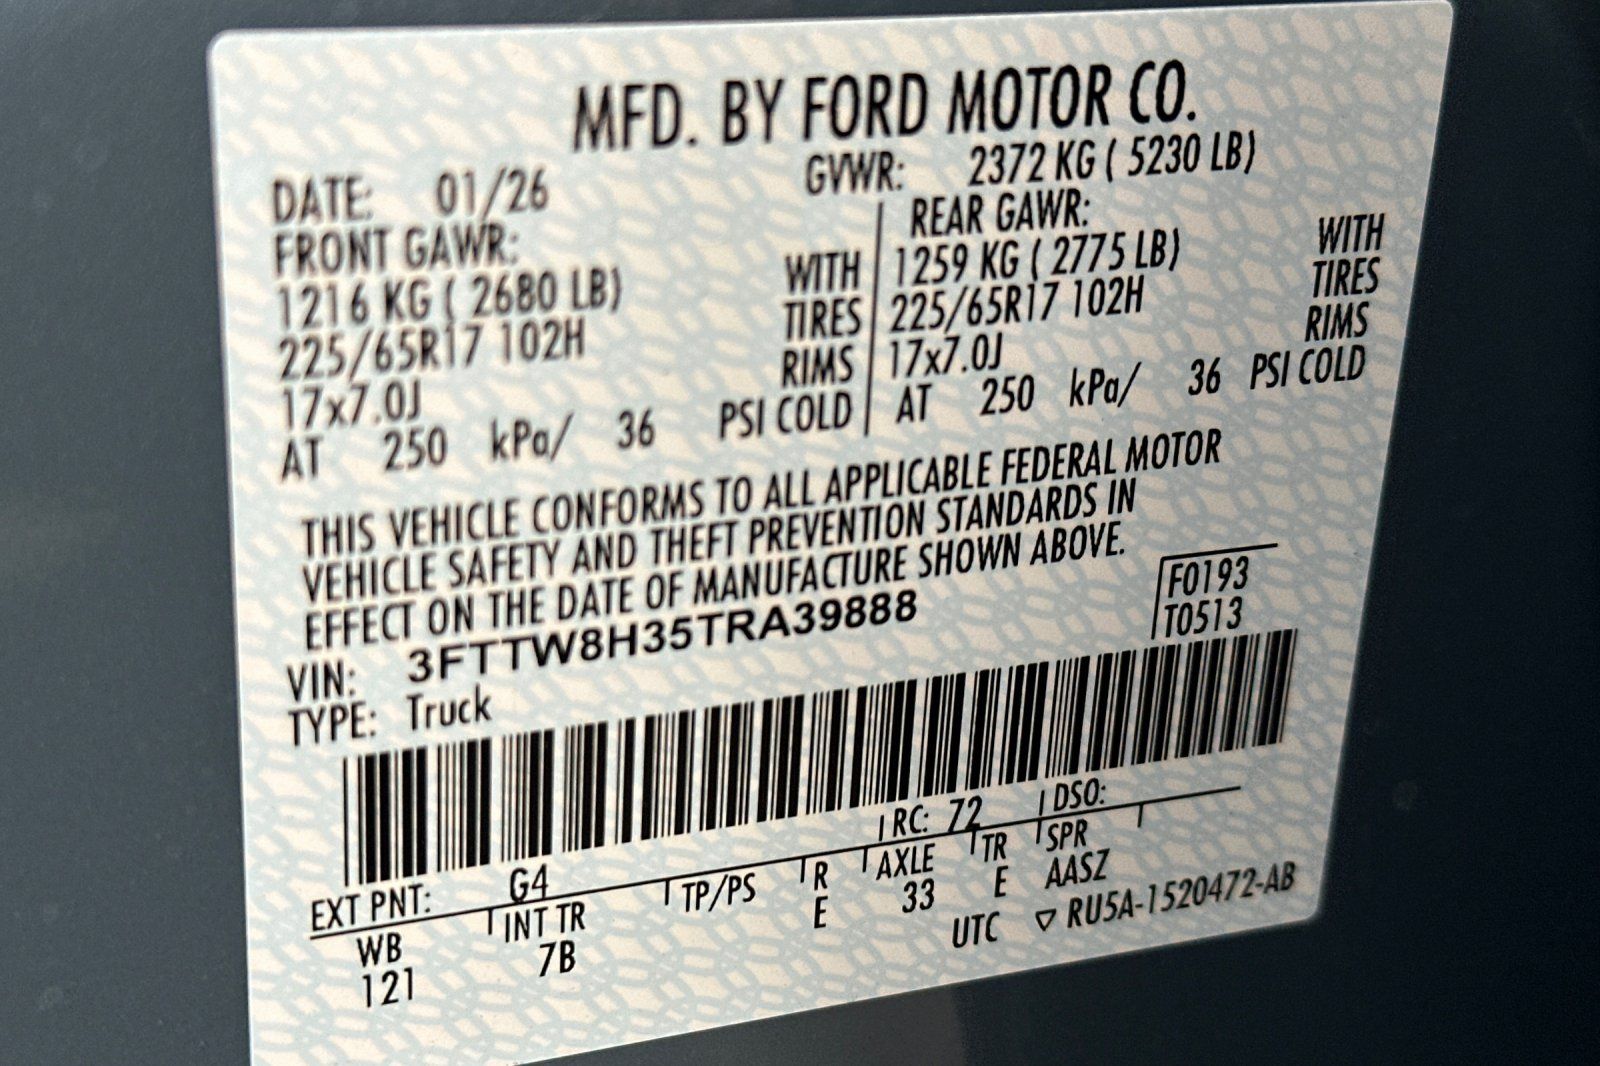 MFD. BY FORD MOTOR CO.
DATE: 01/26 GVWR: 2372 KG ( 5230 LB)
FRONT GAWR: REAR GAWR:
1216 KG ( 2680 LB) WITH 1259 KG ( 2775 LB) WITH
225/65R17 102H TIRES 225/65R17 102H TIRES
17x7.0J RIMS 17x7.0J RIMS
AT 250 kPa/ 36 PSI COLD AT 250 kPa/ 36 PSI COLD
THIS VEHICLE CONFORMS TO ALL APPLICABLE FEDERAL MOTOR
VEHICLE SAFETY AND THEFT PREVENTION STANDARDS IN
EFFECT ON THE DATE OF MANUFACTURE SHOWN ABOVE.
VIN: 3FTTW8H35TRA39888 F0193
TYPE: Truck T0513
EXT PNT: G4 RC: 72 DSO:
WB INT TR TP/PS R AXLE TR SPR
121 7B E 33 E AASZ
UTC ▽ RU5A-1520472-AB